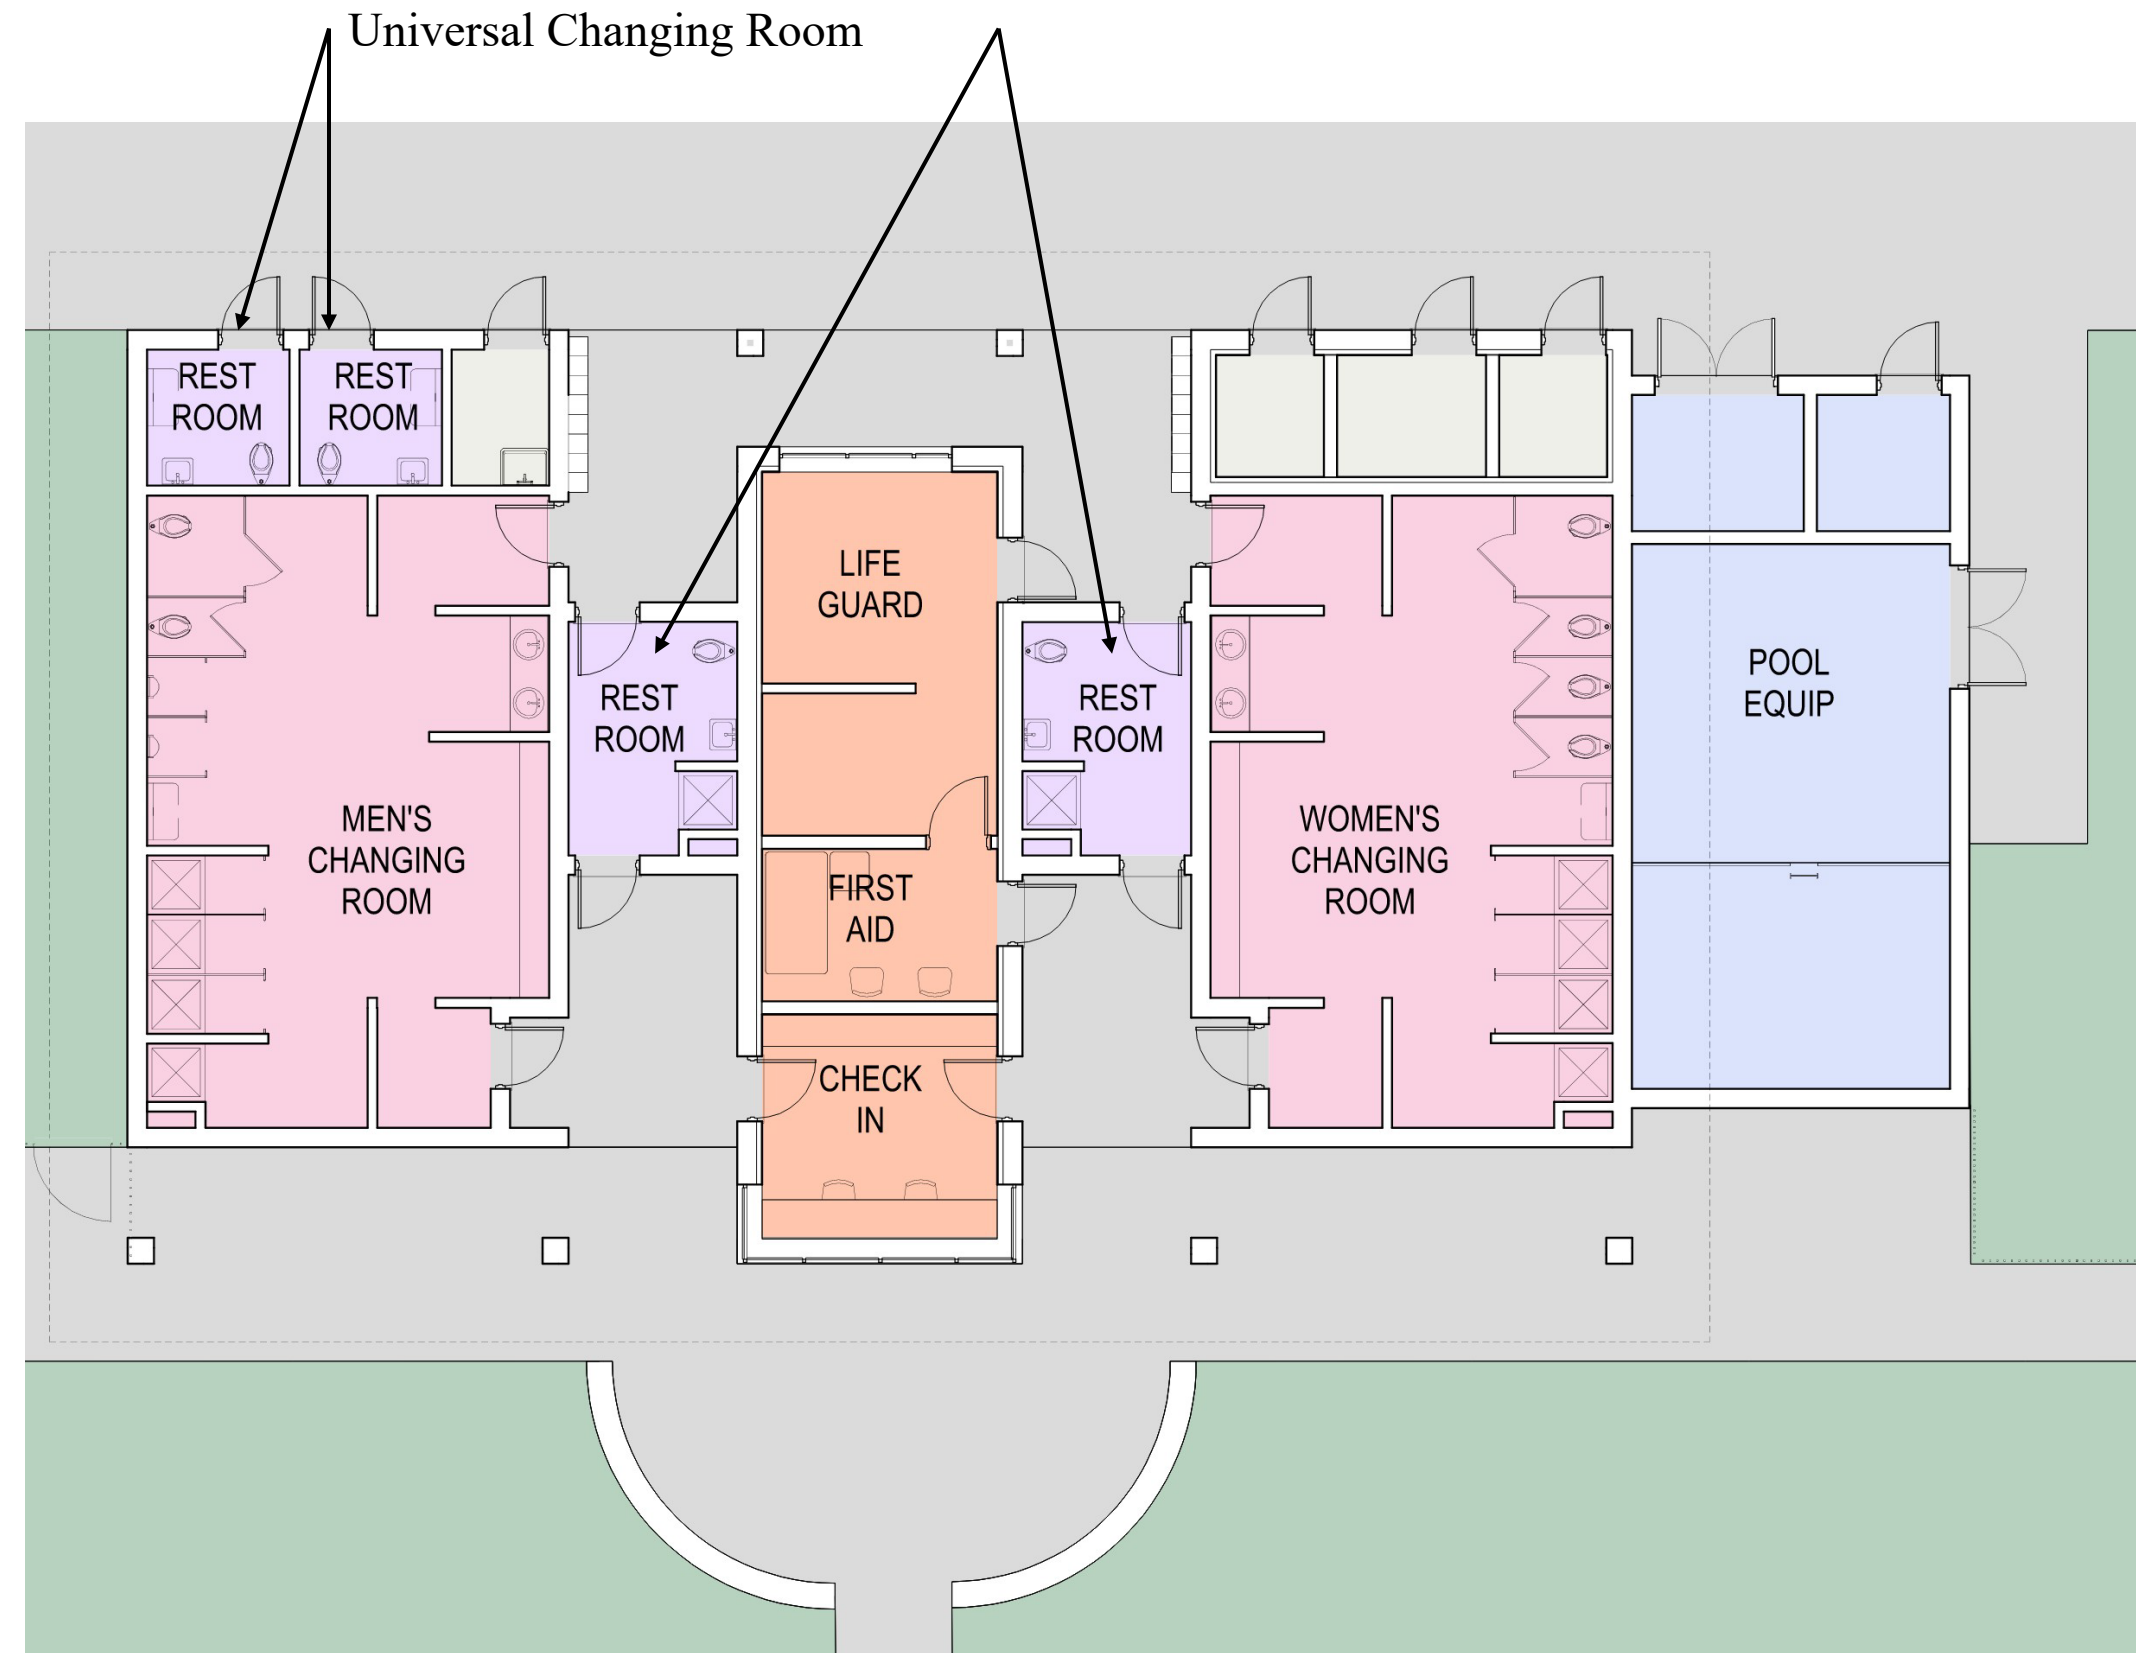 Universal Changing Room
REST
ROOM
REST
ROOM
LIFE
GUARD
REST
ROOM
REST
ROOM
POOL
EQUIP
MEN'S
CHANGING
ROOM
WOMEN'S
CHANGING
ROOM
FIRST
AID
CHECK
IN